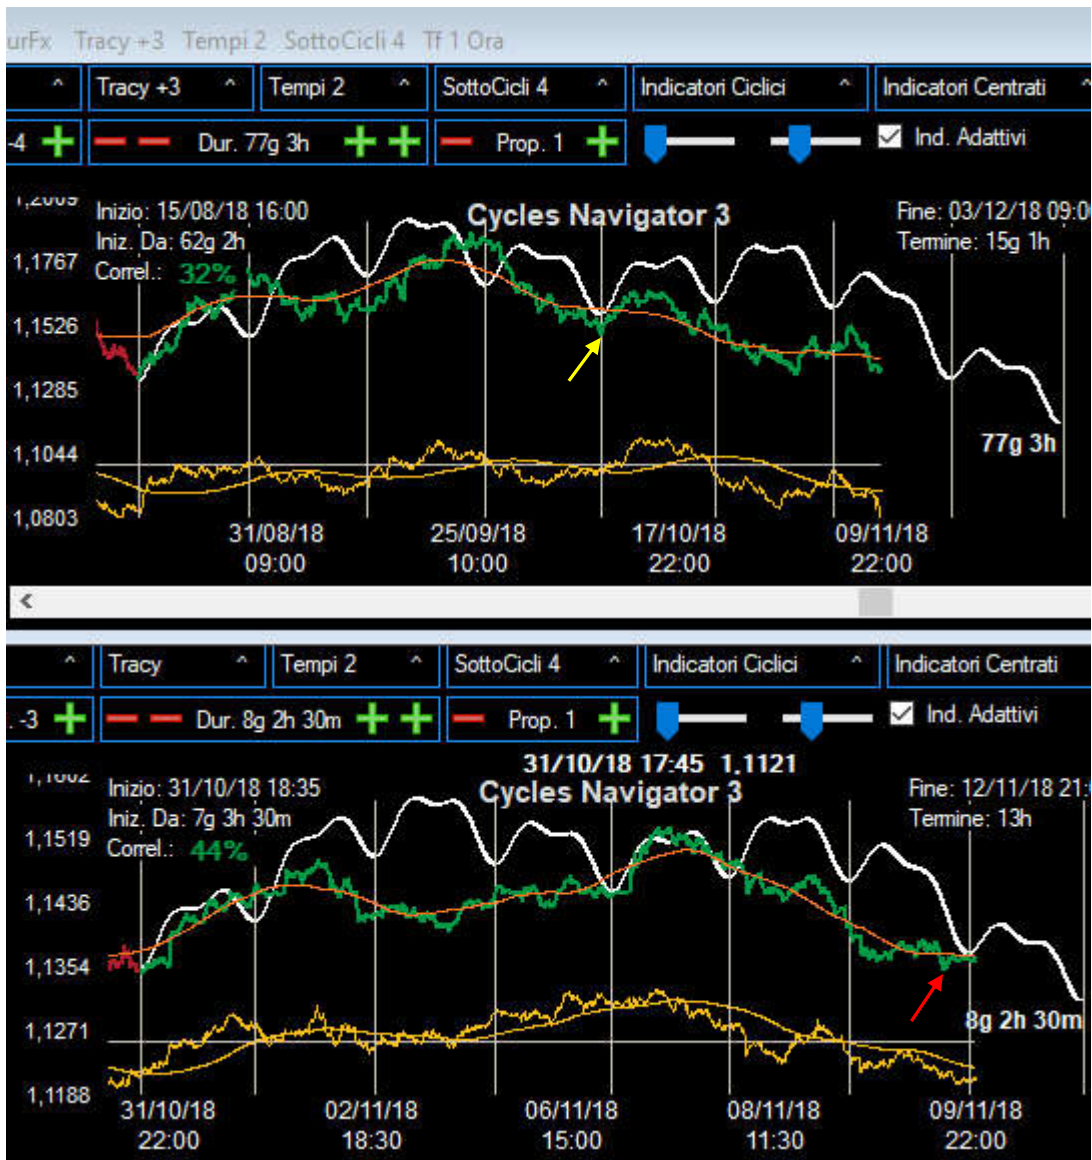 urFx Tracy +3 Tempi 2 SottoCicli 4 Tf 1 Ora
^ Tracy +3 ^ Tempi 2 ^ SottoCicli 4 ^ Indicatori Ciclici ^ Indicatori Centrati ^
-4 Dur. 77g 3h Prop. 1 Ind. Adattivi
Inizio: 15/08/18 16:00 Cycles Navigator 3 Fine: 03/12/18 09:0
Iniz. Da: 62g 2h Termine: 15g 1h
Correl.: 32%
1,1767
1,1526
1,1285
1,1044
1,0803
77g 3h
31/08/18 25/09/18 17/10/18 09/11/18
09:00 10:00 22:00 22:00
<
^ Tracy ^ Tempi 2 ^ SottoCicli 4 ^ Indicatori Ciclici ^ Indicatori Centrati
. -3 Dur. 8g 2h 30m Prop. 1 Ind. Adattivi
31/10/18 17:45 1,1121
Inizio: 31/10/18 18:35 Cycles Navigator 3 Fine: 12/11/18 21:
Iniz. Da: 7g 3h 30m Termine: 13h
Correl.: 44%
1,1519
1,1436
1,1354
1,1271
1,1188
8g 2h 30m
31/10/18 02/11/18 06/11/18 08/11/18 09/11/18
22:00 18:30 15:00 11:30 22:00